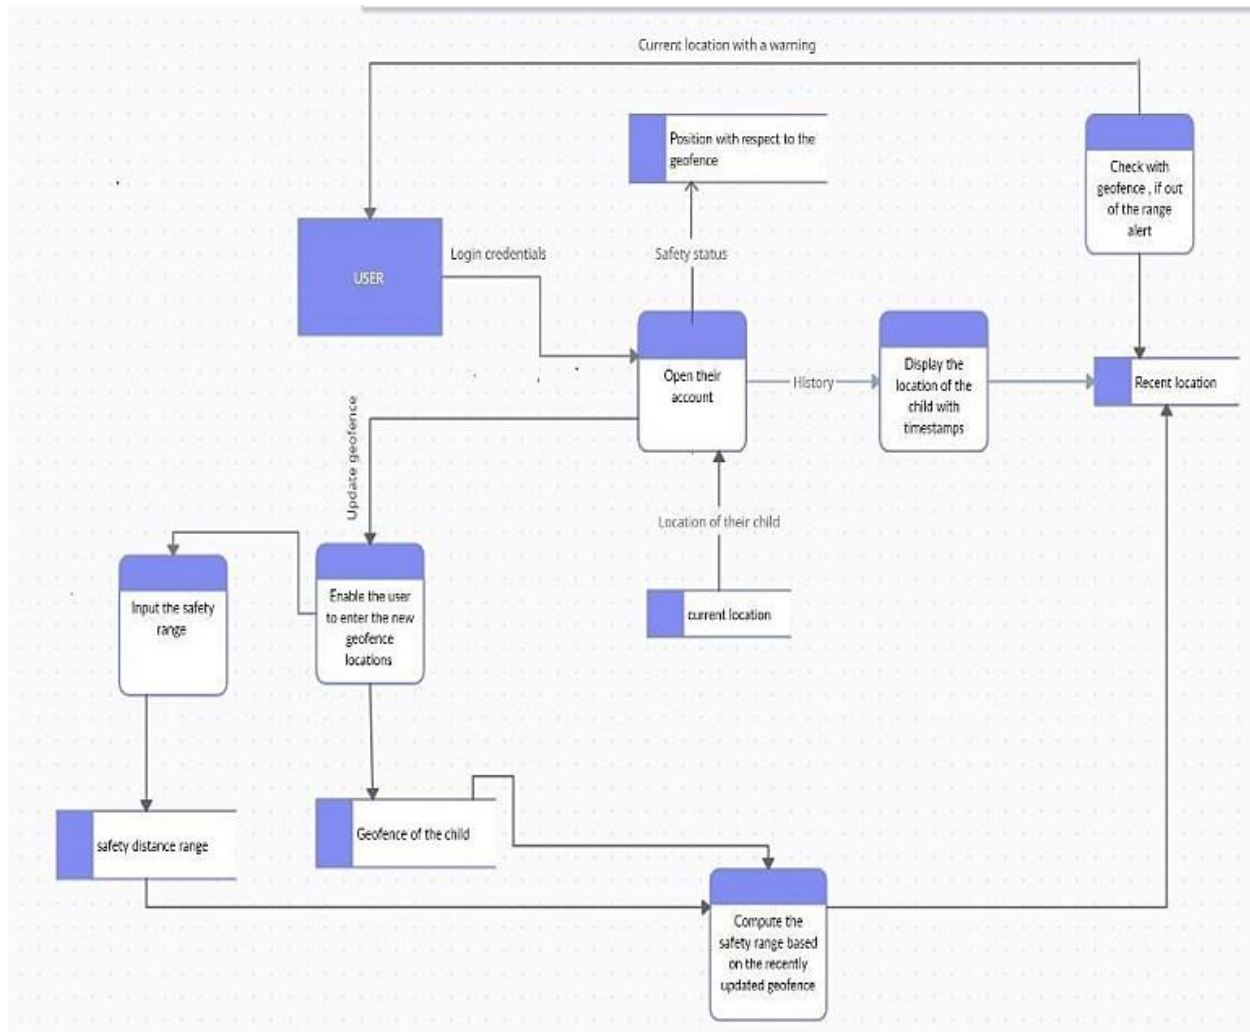 Current location with a warning
Position with respect to the
geofence
Check with
geofence , if out
of the range
alert
USER
Login credentials
Safety status
Open their
account
History
Display the
location of the
child with
timestamps
Recent location
Update geofence
Location of their child
Input the safety
range
Enable the user
to enter the new
geofence
locations
current location
safety distance range
Geofence of the child
Compute the
safety range based
on the recently
updated geofence